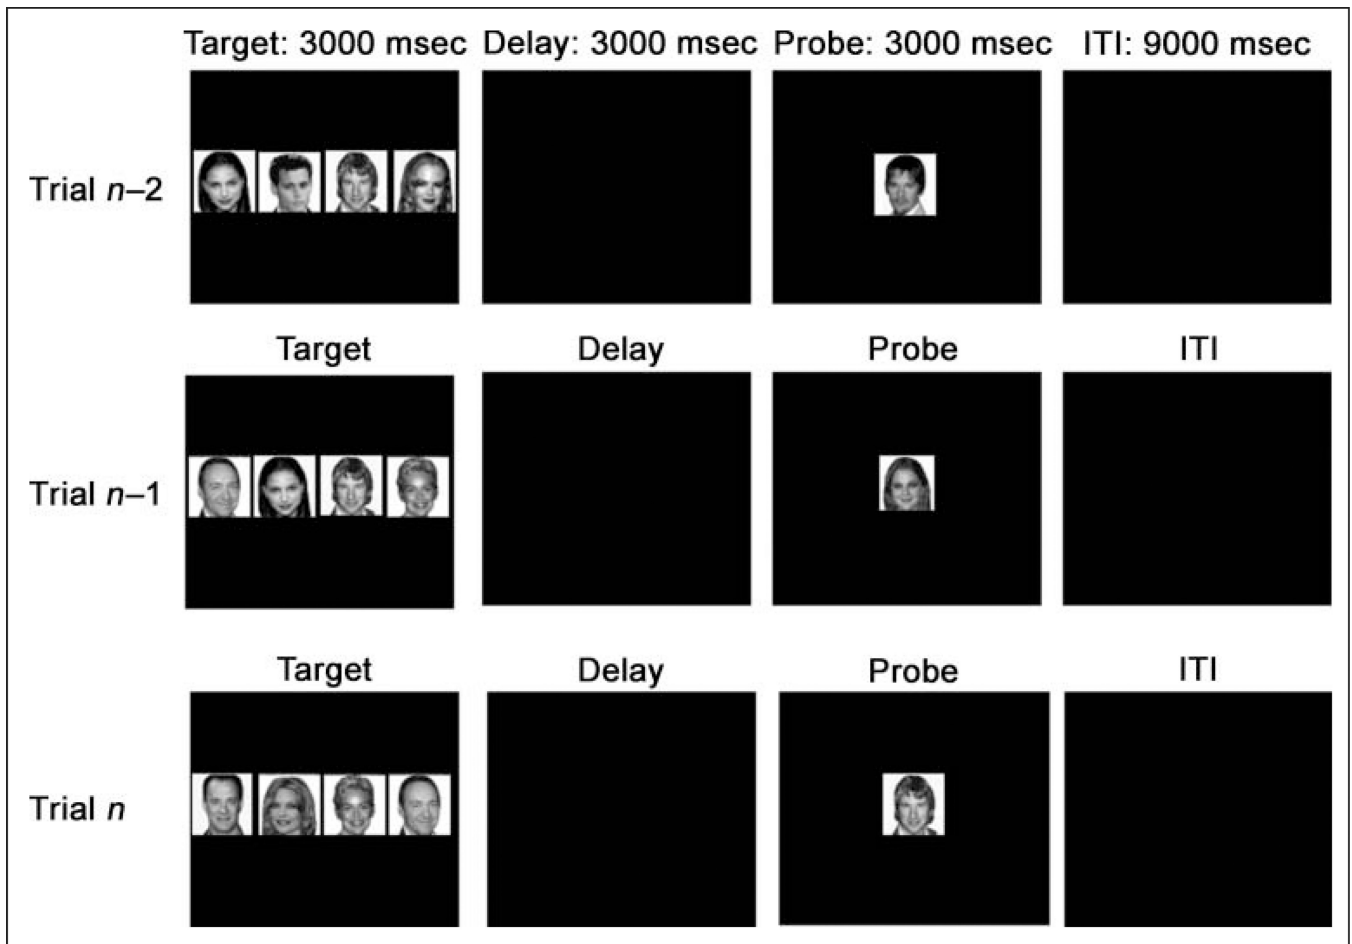 Target: 3000 msec Delay: 3000 msec Probe: 3000 msec ITI: 9000 msec
Trial n–2
Target Delay Probe ITI
Trial n–1
Target Delay Probe ITI
Trial n